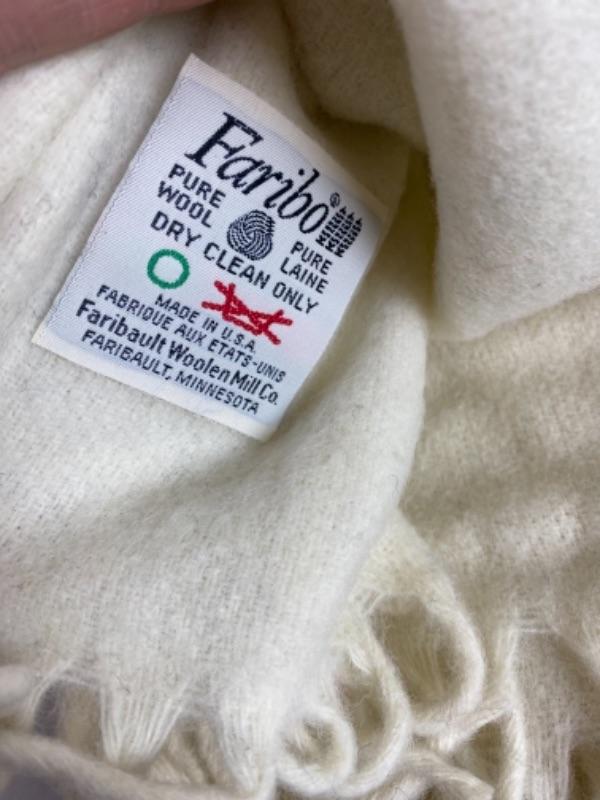 Faribo®
PURE WOOL
PURE LAINE
DRY CLEAN ONLY
MADE IN U.S.A.
FABRIQUE AUX ETATS-UNIS
Faribault Woolen Mill Co.
FARIBAULT, MINNESOTA